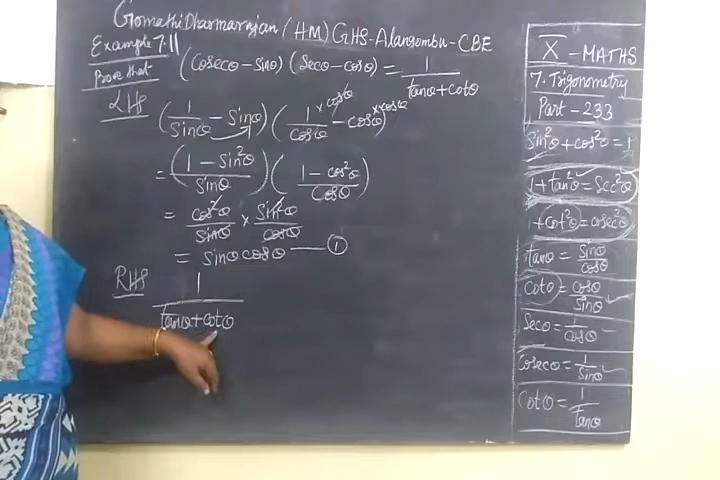 Gomathi Dharmarajan (HM) GHS-Alangombu-CBE
Example 7.11
Prove that (Cosecθ - sinθ) (Secθ - cosθ) = 1/(tanθ + cotθ)
LHS (1/Sinθ - Sinθ/1) (1/cosθ × cosθ - cosθ × cosθ)
= ((1 - Sin²θ)/Sinθ) ((1 - cos²θ)/Cosθ)
= cos²θ/sinθ × Sin²θ/cosθ
= sinθ cosθ — ①
RHS 1/(tanθ + cotθ)
X - MATHS
7. Trigonometry
Part - 233
Sin²θ + cos²θ = 1
1 + tan²θ = Sec²θ
1 + cot²θ = cosec²θ
tanθ = Sinθ/cosθ
Cotθ = cosθ/Sinθ
Secθ = 1/cosθ
Cosecθ = 1/Sinθ
Cotθ = 1/Tanθ